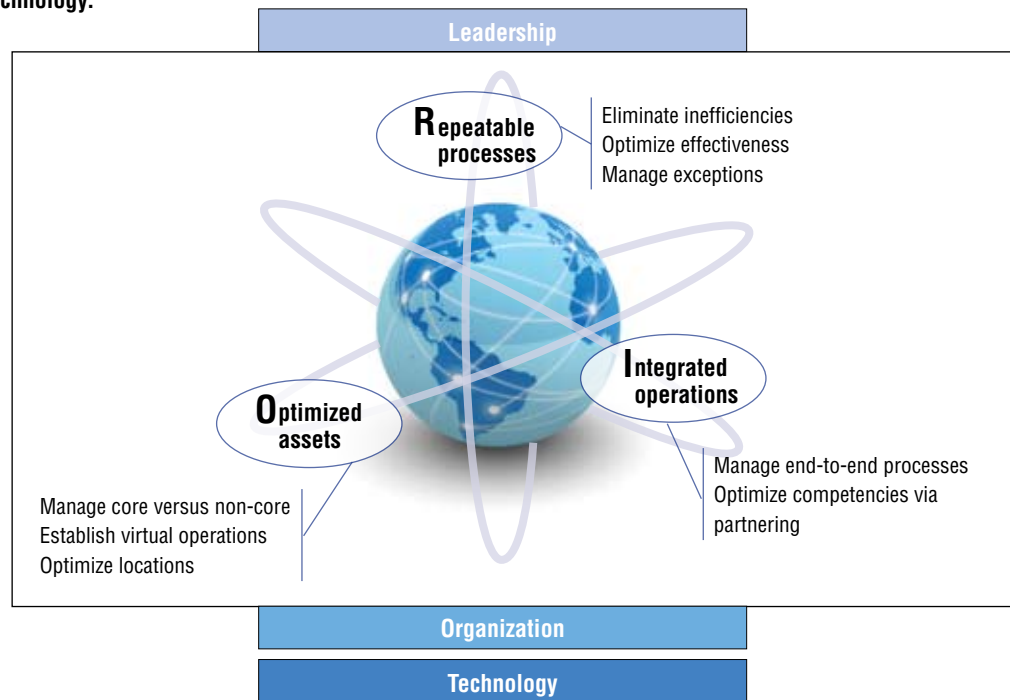 chnology.
Leadership
Repeatable
processes
Eliminate inefficiencies
Optimize effectiveness
Manage exceptions
Integrated
operations
Optimized
assets
Manage end-to-end processes
Optimize competencies via
partnering
Manage core versus non-core
Establish virtual operations
Optimize locations
Organization
Technology